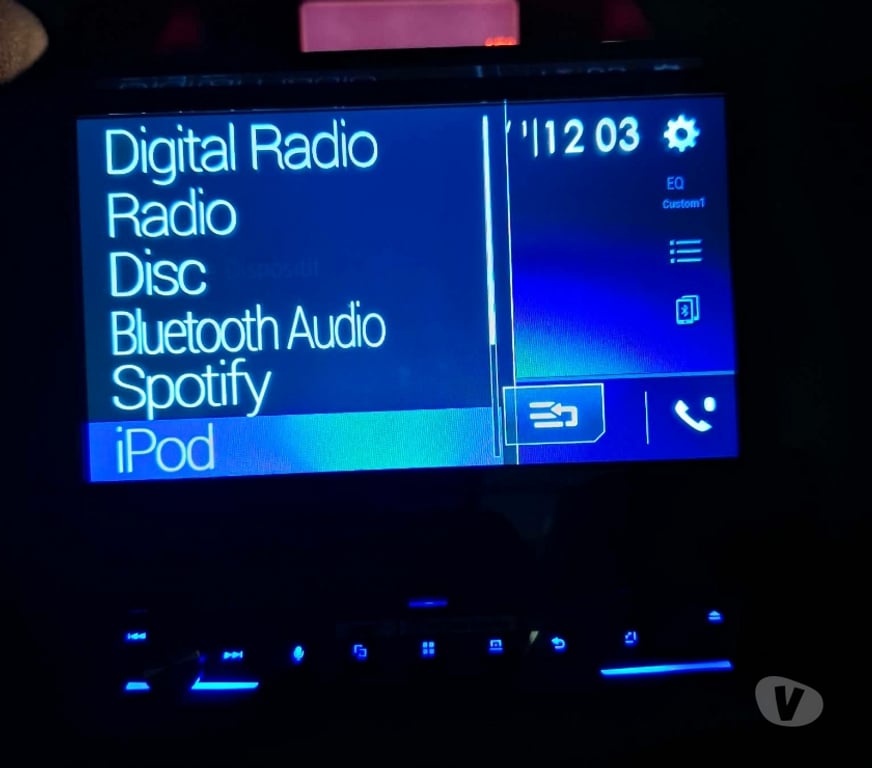 Digital Radio
Radio
Disc
Bluetooth Audio
Spotify
iPod
12 03
EQ
Custom1
V